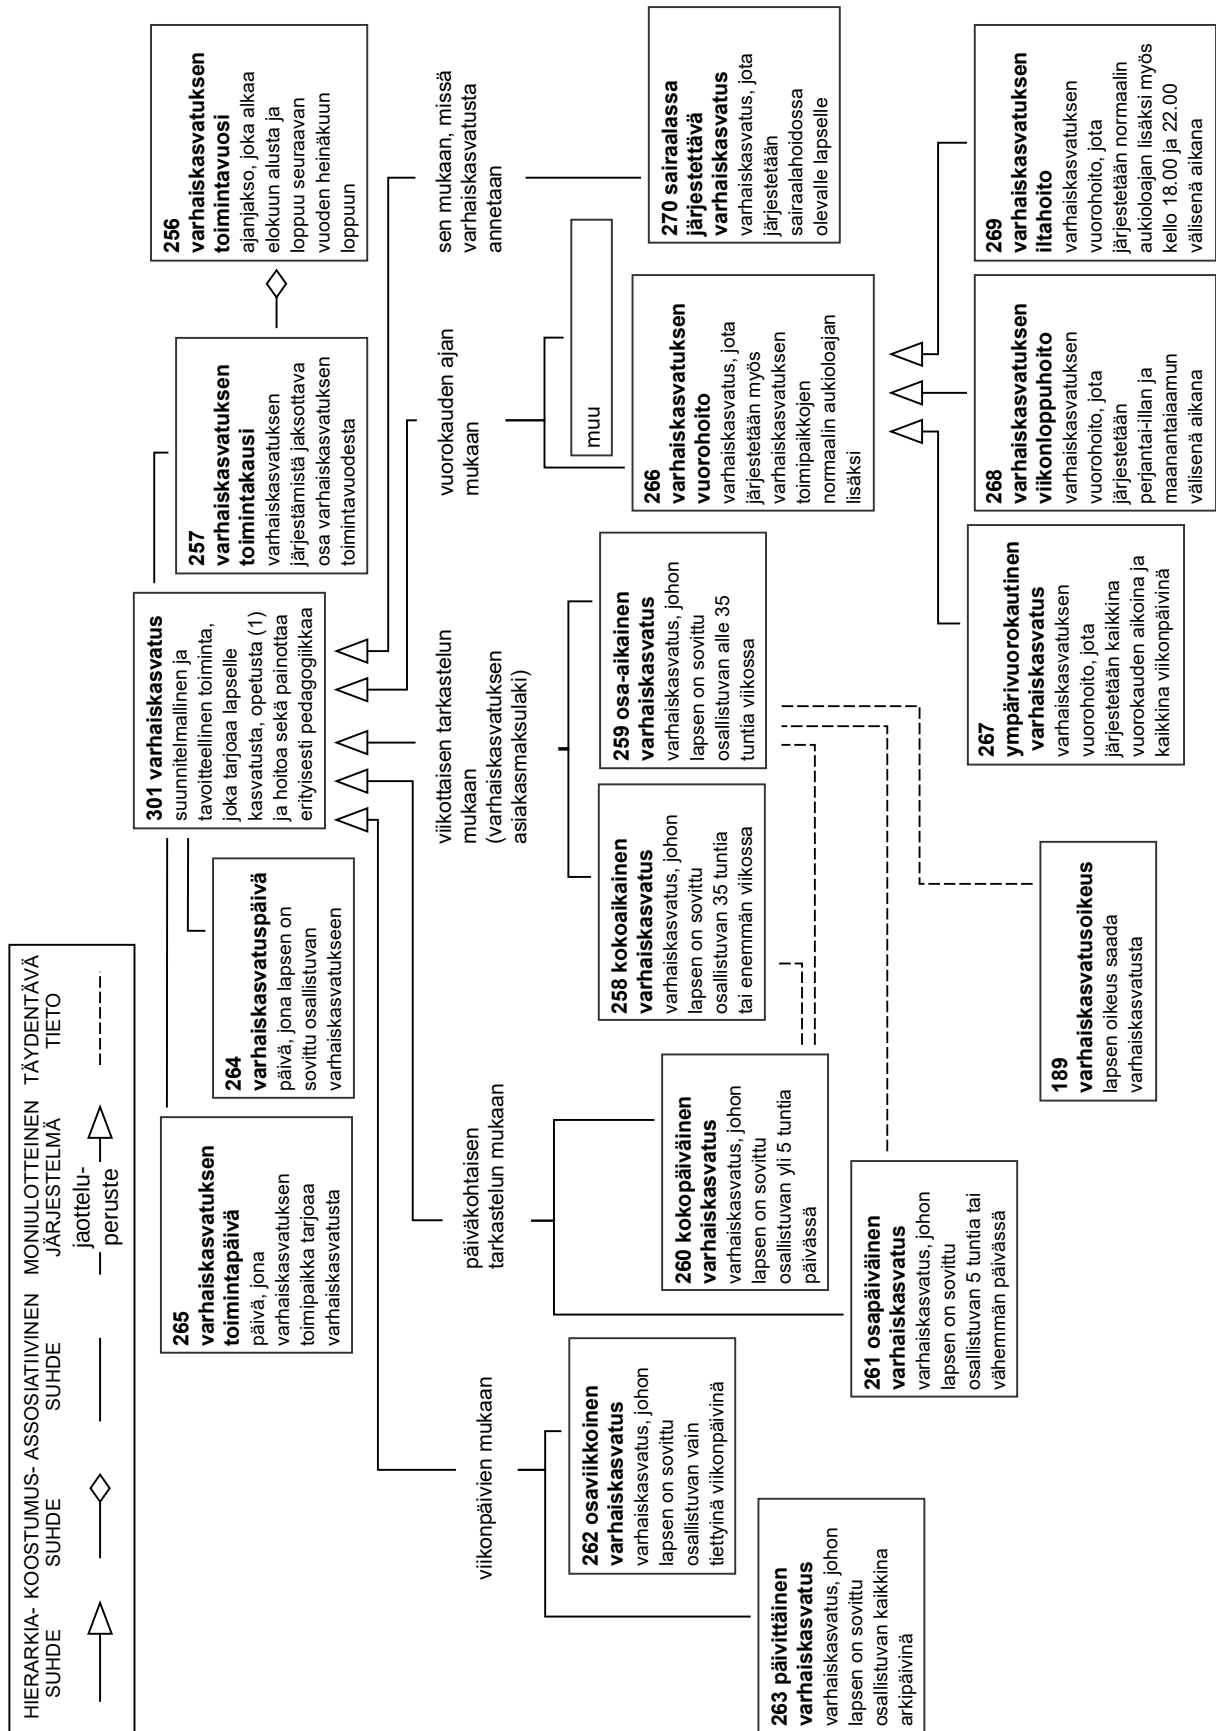 HIERARKIA-
SUHDE
KOOSTUMUS-
SUHDE
ASSOSIATIIVINEN
SUHDE
MONIULOTTEINEN
JÄRJESTELMÄ
jaottelu-
peruste
TÄYDENTÄVÄ
TIETO
265
varhaiskasvatuksen
toimintapäivä
päivä, jona
varhaiskasvatuksen
toimipaikka tarjoaa
varhaiskasvatusta
264
varhaiskasvatuspäivä
päivä, jona lapsen on
sovittu osallistuvan
varhaiskasvatukseen
301 varhaiskasvatus
suunnitelmallinen ja
tavoitteellinen toiminta,
joka tarjoaa lapselle
kasvatusta, opetusta (1)
ja hoitoa sekä painottaa
erityisesti pedagogiikkaa
257
varhaiskasvatuksen
toimintakausi
varhaiskasvatuksen
järjestämistä jaksottava
osa varhaiskasvatuksen
toimintavuodesta
256
varhaiskasvatuksen
toimintavuosi
ajanjakso, joka alkaa
elokuun alusta ja
loppuu seuraavan
vuoden heinäkuun
loppuun
viikonpäivien mukaan
päiväkohtaisen
tarkastelun mukaan
viikottaisen tarkastelun
mukaan
(varhaiskasvatuksen
asiakasmaksulaki)
vuorokauden ajan
mukaan
sen mukaan, missä
varhaiskasvatusta
annetaan
263 päivittäinen
varhaiskasvatus
varhaiskasvatus, johon
lapsen on sovittu
osallistuvan kaikkina
arkipäivinä
262 osaviikkoinen
varhaiskasvatus
varhaiskasvatus, johon
lapsen on sovittu
osallistuvan vain
tiettyinä viikonpäivinä
261 osapäiväinen
varhaiskasvatus
varhaiskasvatus, johon
lapsen on sovittu
osallistuvan 5 tuntia tai
vähemmän päivässä
260 kokopäiväinen
varhaiskasvatus
varhaiskasvatus, johon
lapsen on sovittu
osallistuvan yli 5 tuntia
päivässä
258 kokoaikainen
varhaiskasvatus
varhaiskasvatus, johon
lapsen on sovittu
osallistuvan 35 tuntia
tai enemmän viikossa
259 osa-aikainen
varhaiskasvatus
varhaiskasvatus, johon
lapsen on sovittu
osallistuvan alle 35
tuntia viikossa
266
varhaiskasvatuksen
vuorohoito
varhaiskasvatus, jota
järjestetään myös
varhaiskasvatuksen
toimipaikkojen
normaalin aukioloajan
lisäksi
muu
270 sairaalassa
järjestettävä
varhaiskasvatus
varhaiskasvatus, jota
järjestetään
sairaalahoidossa
olevalle lapselle
189
varhaiskasvatusoikeus
lapsen oikeus saada
varhaiskasvatusta
267
ympärivuorokautinen
varhaiskasvatus
varhaiskasvatuksen
vuorohoito, jota
järjestetään kaikkina
vuorokauden aikoina ja
kaikkina viikonpäivinä
268
varhaiskasvatuksen
viikonloppuhoito
varhaiskasvatuksen
vuorohoito, jota
järjestetään
perjantai-illan ja
maanantaiaamun
välisenä aikana
269
varhaiskasvatuksen
iltahoito
varhaiskasvatuksen
vuorohoito, jota
järjestetään normaalin
aukioloajan lisäksi myös
kello 18.00 ja 22.00
välisenä aikana